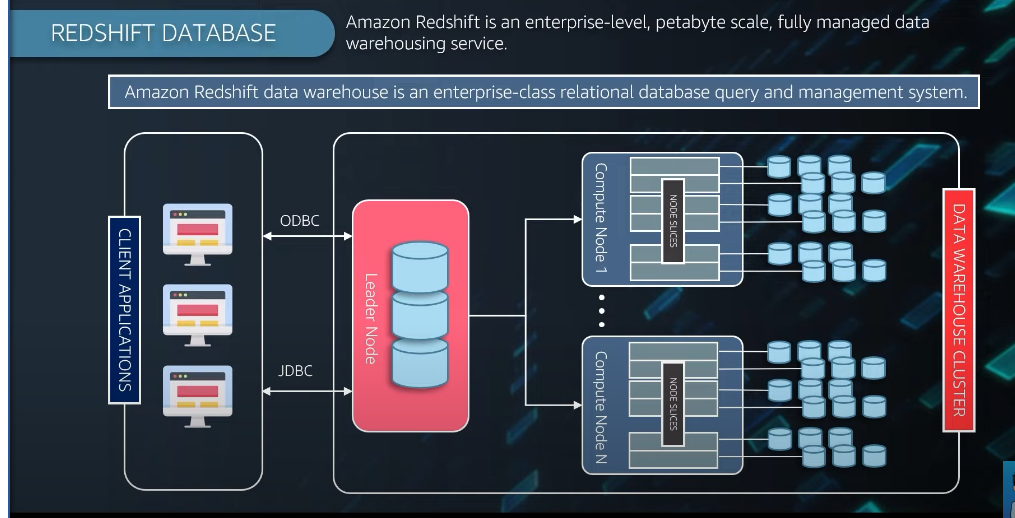 REDSHIFT DATABASE
Amazon Redshift is an enterprise-level, petabyte scale, fully managed data
warehousing service.
Amazon Redshift data warehouse is an enterprise-class relational database query and management system.
CLIENT APPLICATIONS
ODBC
JDBC
Leader Node
Compute Node 1
NODE SLICES
Compute Node N
NODE SLICES
DATA WAREHOUSE CLUSTER